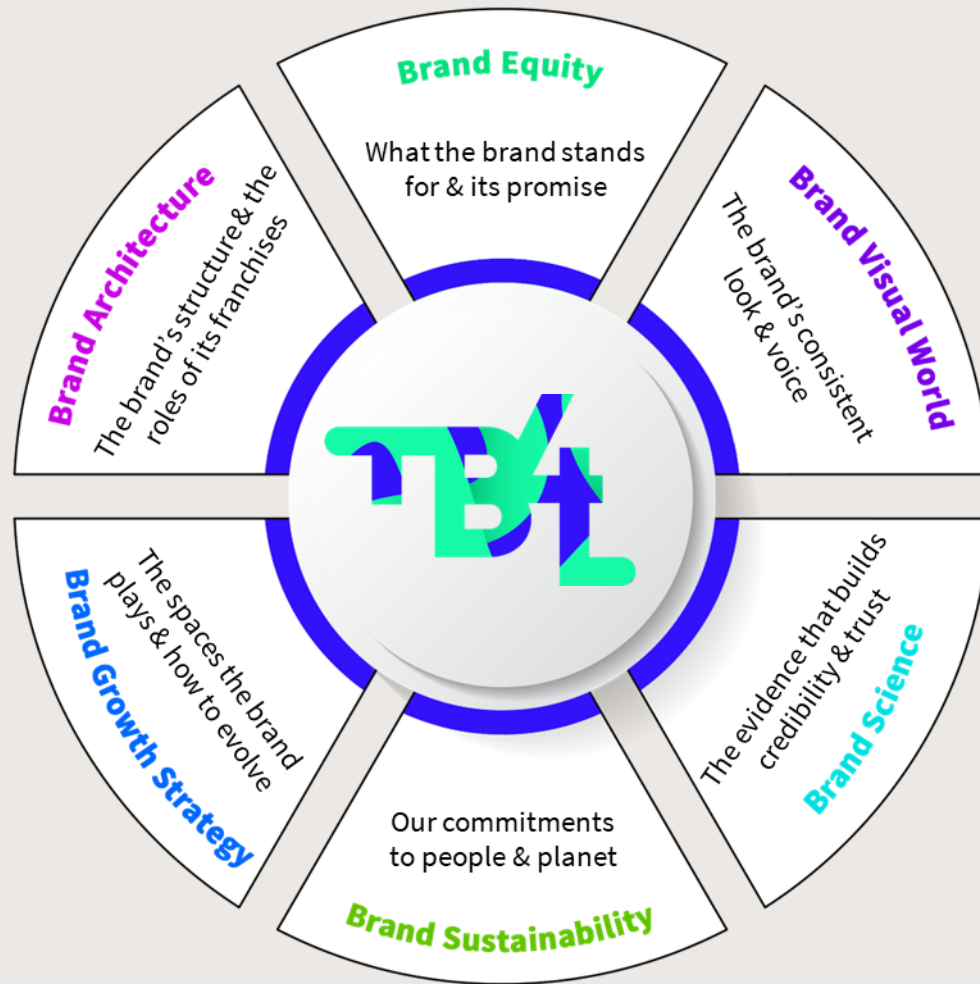 Brand Equity
What the brand stands
for & its promise
Brand Visual World
The brand's consistent
look & voice
Brand Science
The evidence that builds
credibility & trust
Our commitments
to people & planet
Brand Sustainability
Brand Growth Strategy
The spaces the brand
plays & how to evolve
Brand Architecture
The brand's structure & the
roles of its franchises
TB4L